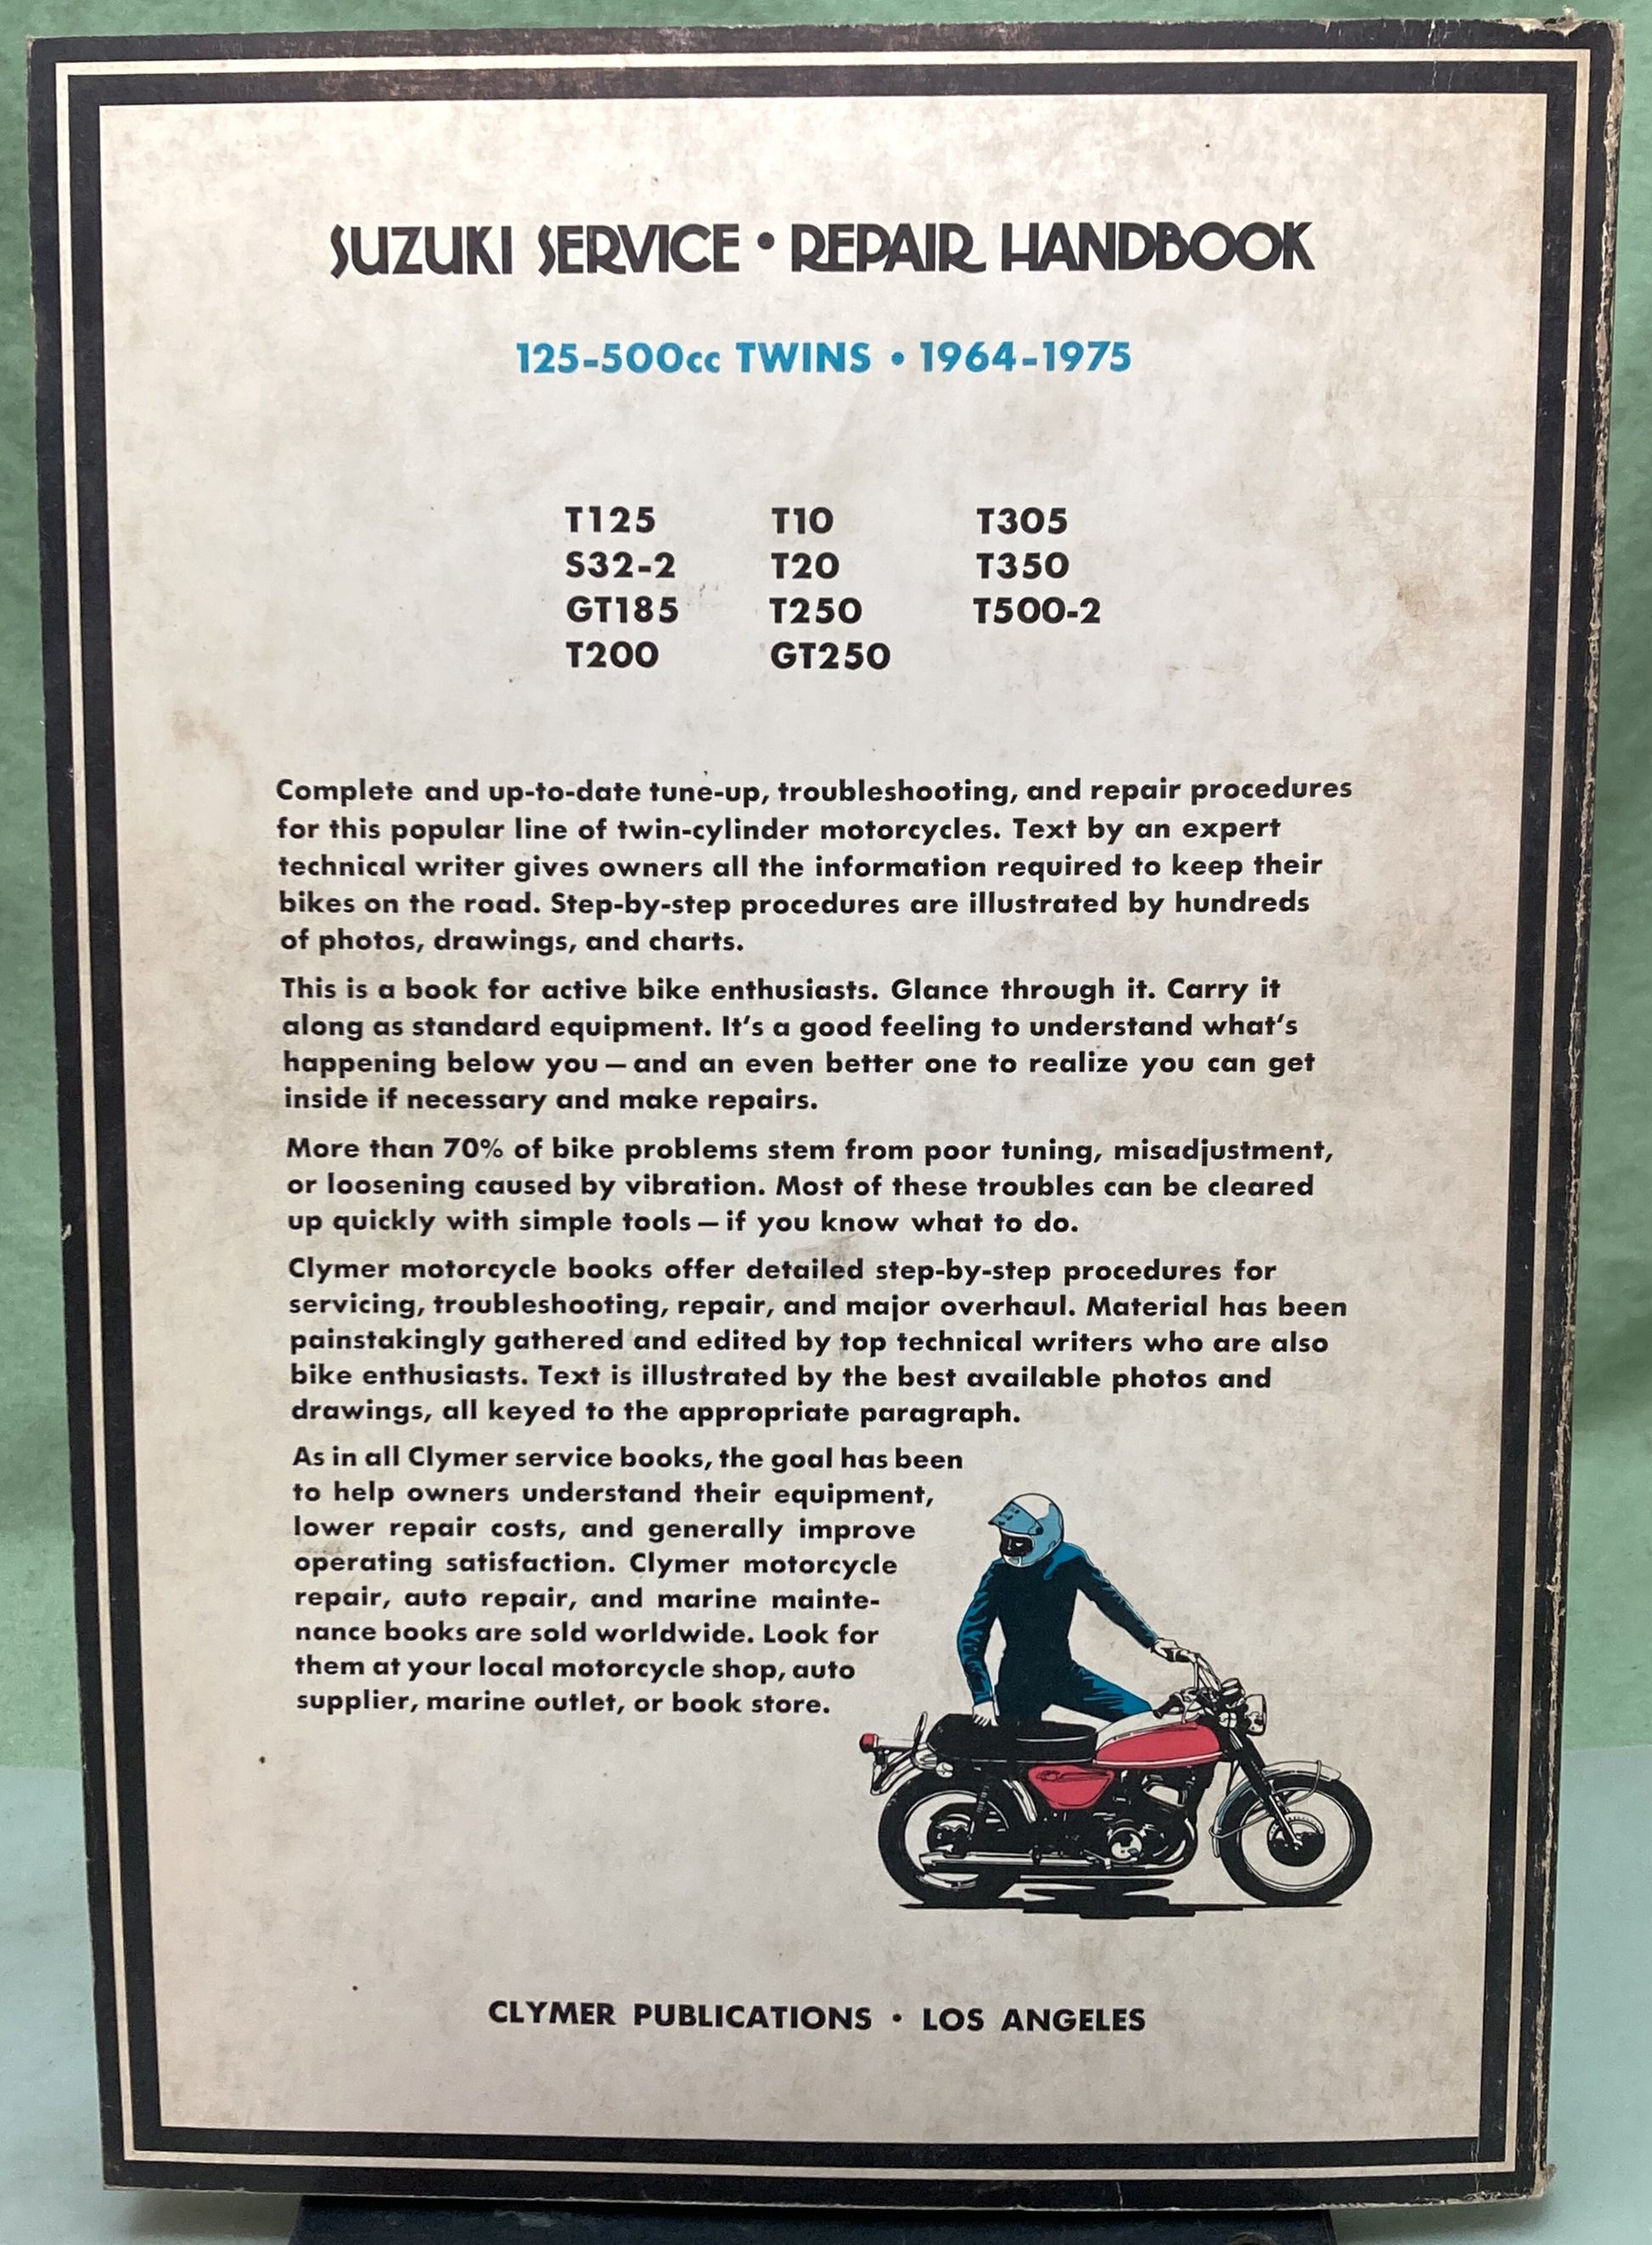 SUZUKI SERVICE • REPAIR HANDBOOK
125-500cc TWINS • 1964-1975
T125 T10 T305
S32-2 T20 T350
GT185 T250 T500-2
T200 GT250
Complete and up-to-date tune-up, troubleshooting, and repair procedures
for this popular line of twin-cylinder motorcycles. Text by an expert
technical writer gives owners all the information required to keep their
bikes on the road. Step-by-step procedures are illustrated by hundreds
of photos, drawings, and charts.
This is a book for active bike enthusiasts. Glance through it. Carry it
along as standard equipment. It's a good feeling to understand what's
happening below you — and an even better one to realize you can get
inside if necessary and make repairs.
More than 70% of bike problems stem from poor tuning, misadjustment,
or loosening caused by vibration. Most of these troubles can be cleared
up quickly with simple tools — if you know what to do.
Clymer motorcycle books offer detailed step-by-step procedures for
servicing, troubleshooting, repair, and major overhaul. Material has been
painstakingly gathered and edited by top technical writers who are also
bike enthusiasts. Text is illustrated by the best available photos and
drawings, all keyed to the appropriate paragraph.
As in all Clymer service books, the goal has been
to help owners understand their equipment,
lower repair costs, and generally improve
operating satisfaction. Clymer motorcycle
repair, auto repair, and marine mainte-
nance books are sold worldwide. Look for
them at your local motorcycle shop, auto
supplier, marine outlet, or book store.
CLYMER PUBLICATIONS • LOS ANGELES